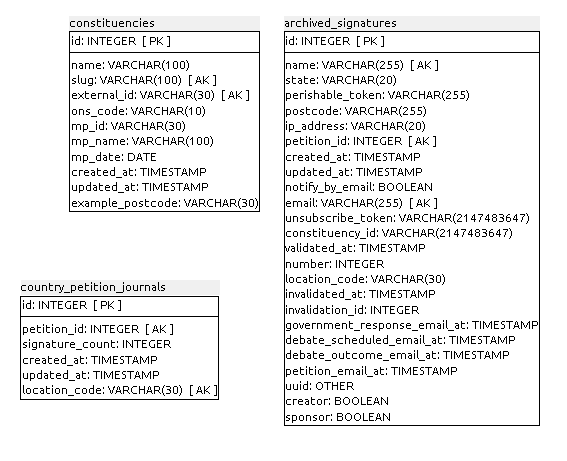 constituencies
id: INTEGER [ PK ]
name: VARCHAR(100)
slug: VARCHAR(100) [ AK ]
external_id: VARCHAR(30) [ AK ]
ons_code: VARCHAR(10)
mp_id: VARCHAR(30)
mp_name: VARCHAR(100)
mp_date: DATE
created_at: TIMESTAMP
updated_at: TIMESTAMP
example_postcode: VARCHAR(30)
country_petition_journals
id: INTEGER [ PK ]
petition_id: INTEGER [ AK ]
signature_count: INTEGER
created_at: TIMESTAMP
updated_at: TIMESTAMP
location_code: VARCHAR(30) [ AK ]
archived_signatures
id: INTEGER [ PK ]
name: VARCHAR(255) [ AK ]
state: VARCHAR(20)
perishable_token: VARCHAR(255)
postcode: VARCHAR(255)
ip_address: VARCHAR(20)
petition_id: INTEGER [ AK ]
created_at: TIMESTAMP
updated_at: TIMESTAMP
notify_by_email: BOOLEAN
email: VARCHAR(255) [ AK ]
unsubscribe_token: VARCHAR(2147483647)
constituency_id: VARCHAR(2147483647)
validated_at: TIMESTAMP
number: INTEGER
location_code: VARCHAR(30)
invalidated_at: TIMESTAMP
invalidation_id: INTEGER
government_response_email_at: TIMESTAMP
debate_scheduled_email_at: TIMESTAMP
debate_outcome_email_at: TIMESTAMP
petition_email_at: TIMESTAMP
uuid: OTHER
creator: BOOLEAN
sponsor: BOOLEAN